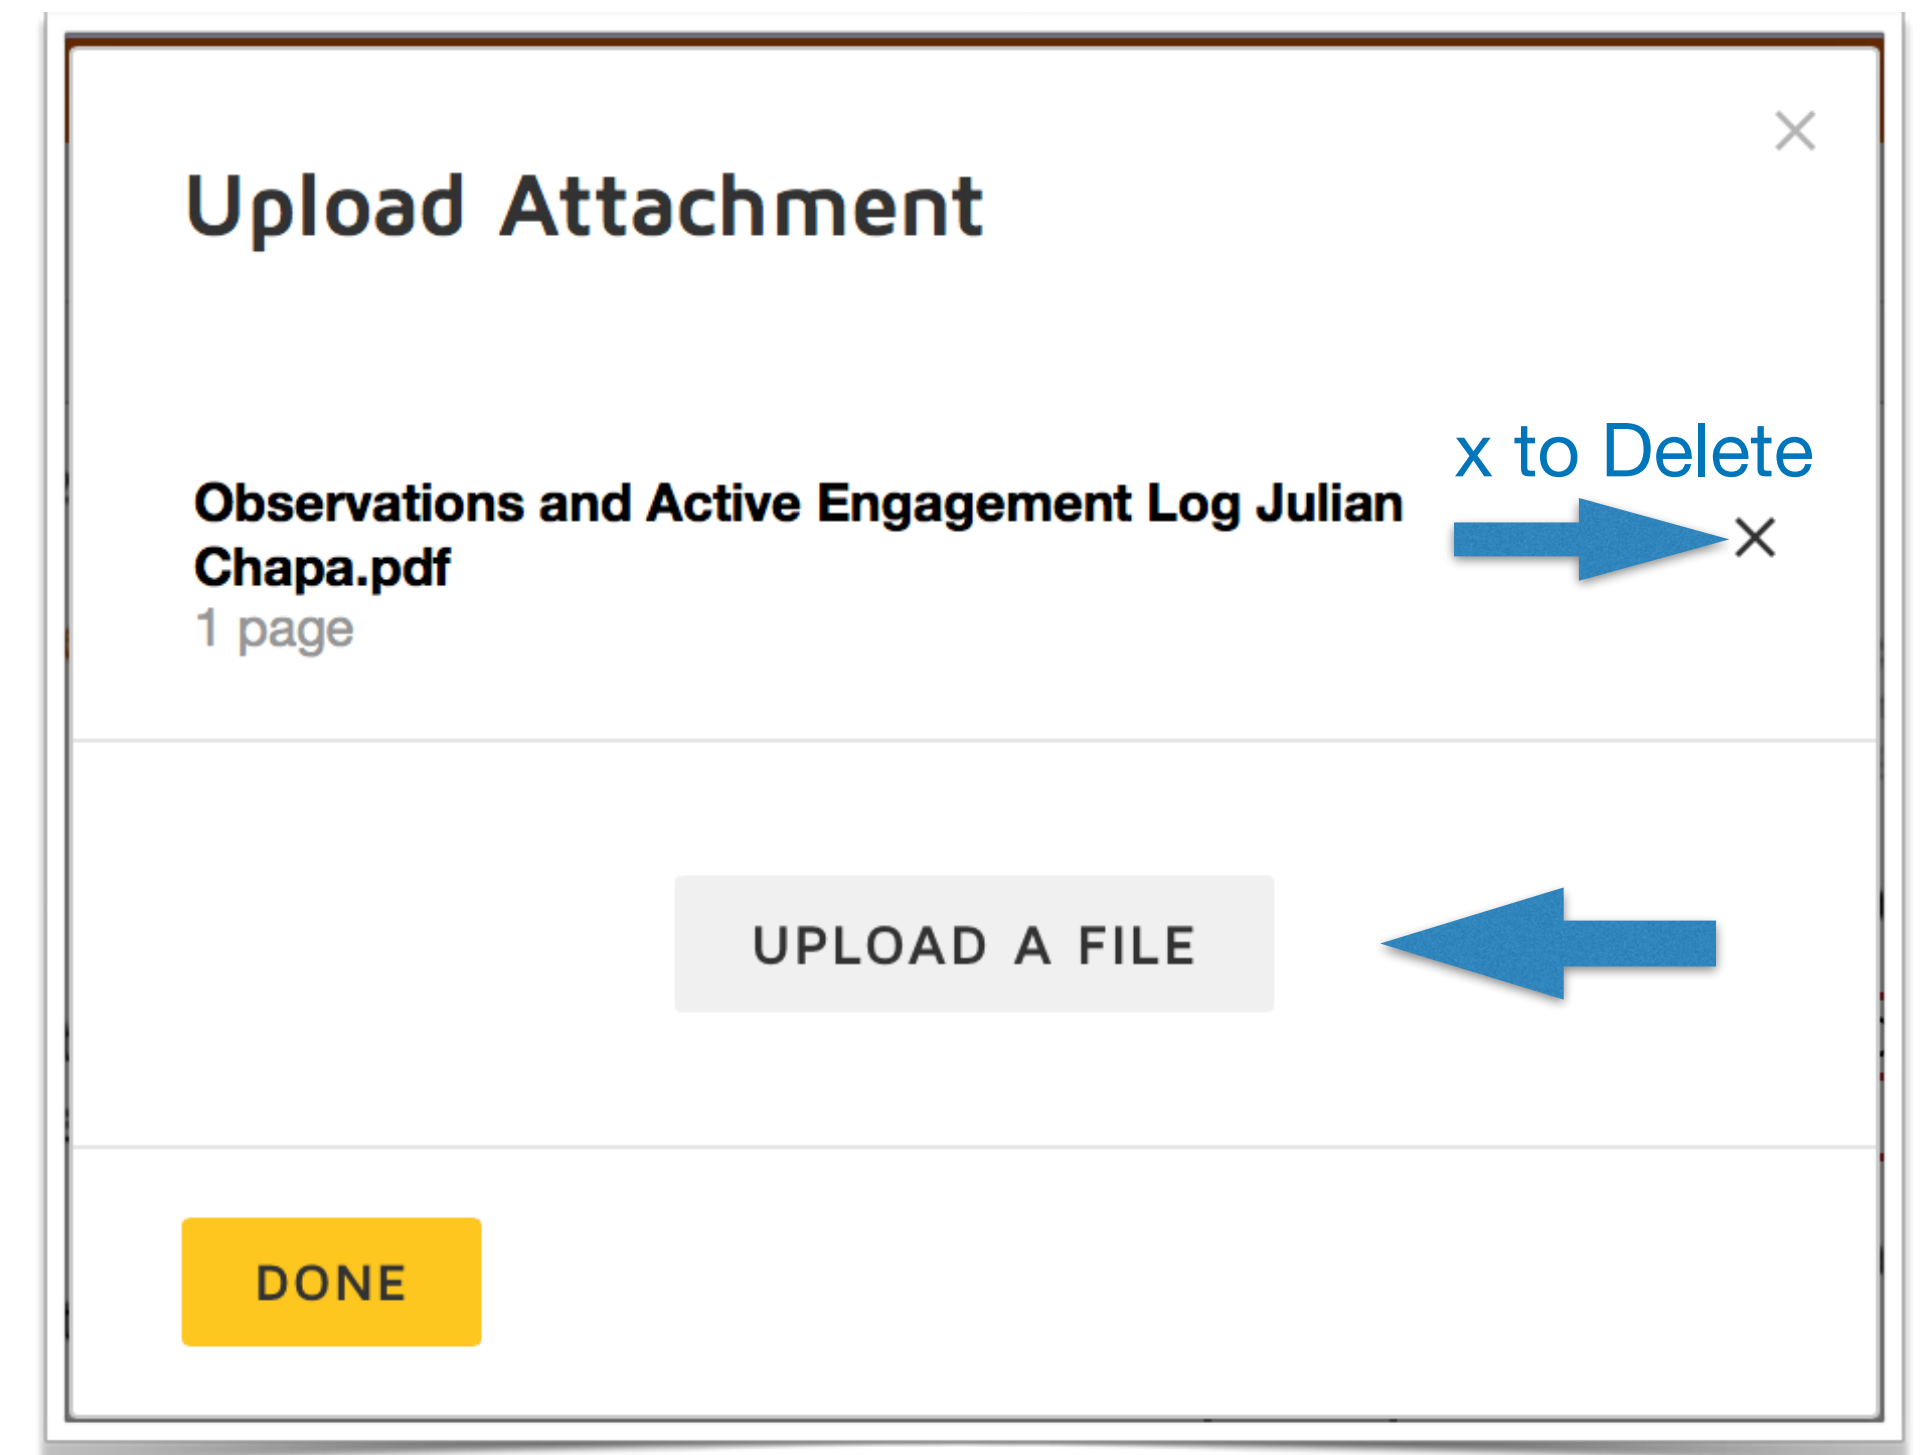 Upload Attachment
x to Delete
Observations and Active Engagement Log Julian
Chapa.pdf
1 page
UPLOAD A FILE
DONE